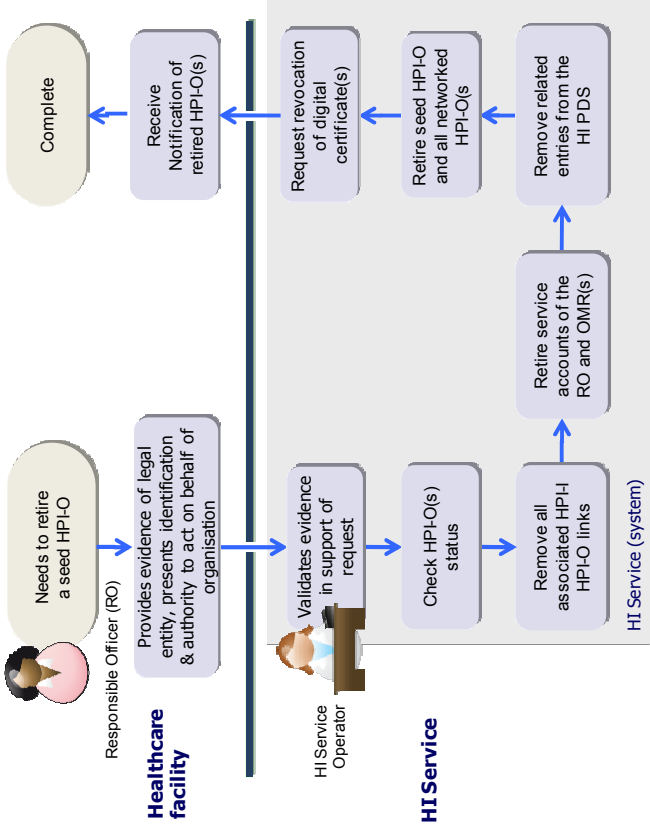 Needs to retire
a seed HPI-O
Responsible Officer (RO)
Provides evidence of legal
entity, presents identification
& authority to act on behalf of
organisation
Healthcare
facility
Validates evidence
in support of
request
HI Service
Operator
Check HPI-O(s)
status
HI Service
Remove all
associated HPI-I
HPI-O links
HI Service (system)
Retire service
accounts of the
RO and OMR(s)
Remove related
entries from the
HI PDS
Retire seed HPI-O
and all networked
HPI-O(s
Request revocation
of digital
certificate(s)
Receive
Notification of
retired HPI-O(s)
Complete